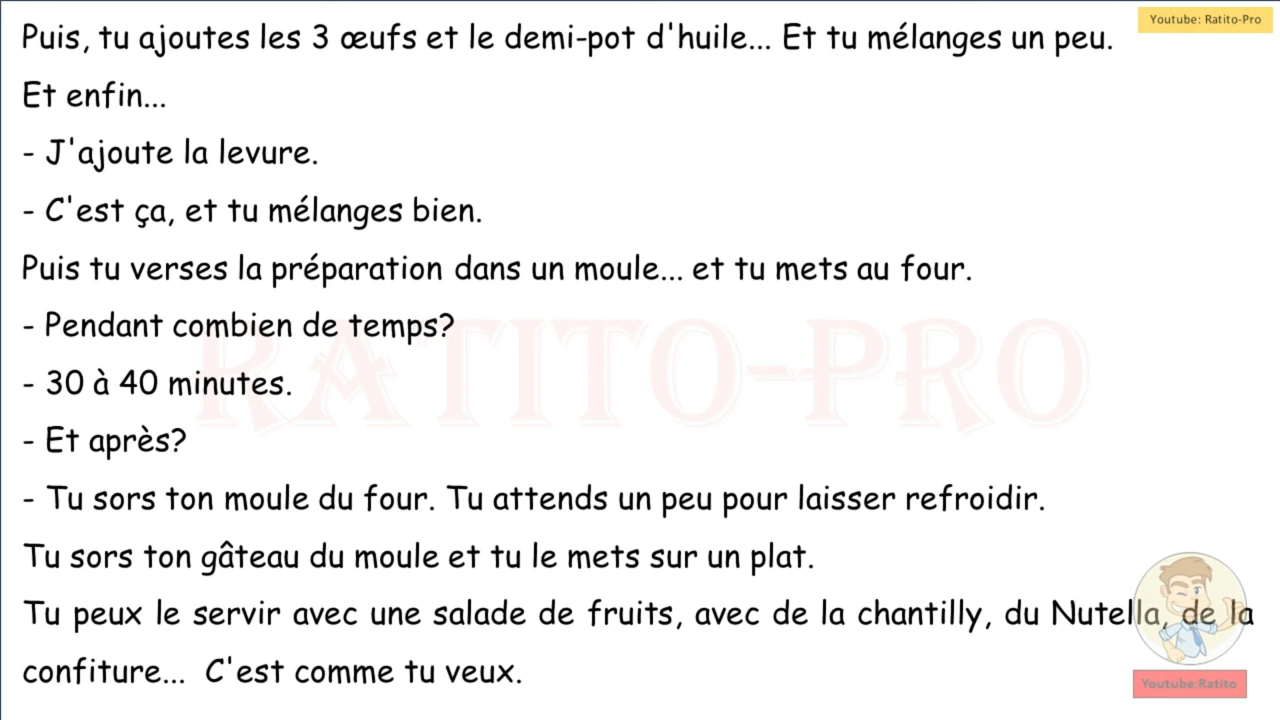 Youtube: Ratito-Pro
Puis, tu ajoutes les 3 œufs et le demi-pot d'huile... Et tu mélanges un peu.
Et enfin...
- J'ajoute la levure.
- C'est ça, et tu mélanges bien.
Puis tu verses la préparation dans un moule... et tu mets au four.
- Pendant combien de temps?
RATITO-PRO
- 30 à 40 minutes.
- Et après?
- Tu sors ton moule du four. Tu attends un peu pour laisser refroidir.
Tu sors ton gâteau du moule et tu le mets sur un plat.
Tu peux le servir avec une salade de fruits, avec de la chantilly, du Nutella, de la
confiture... C'est comme tu veux.
Youtube:Ratito